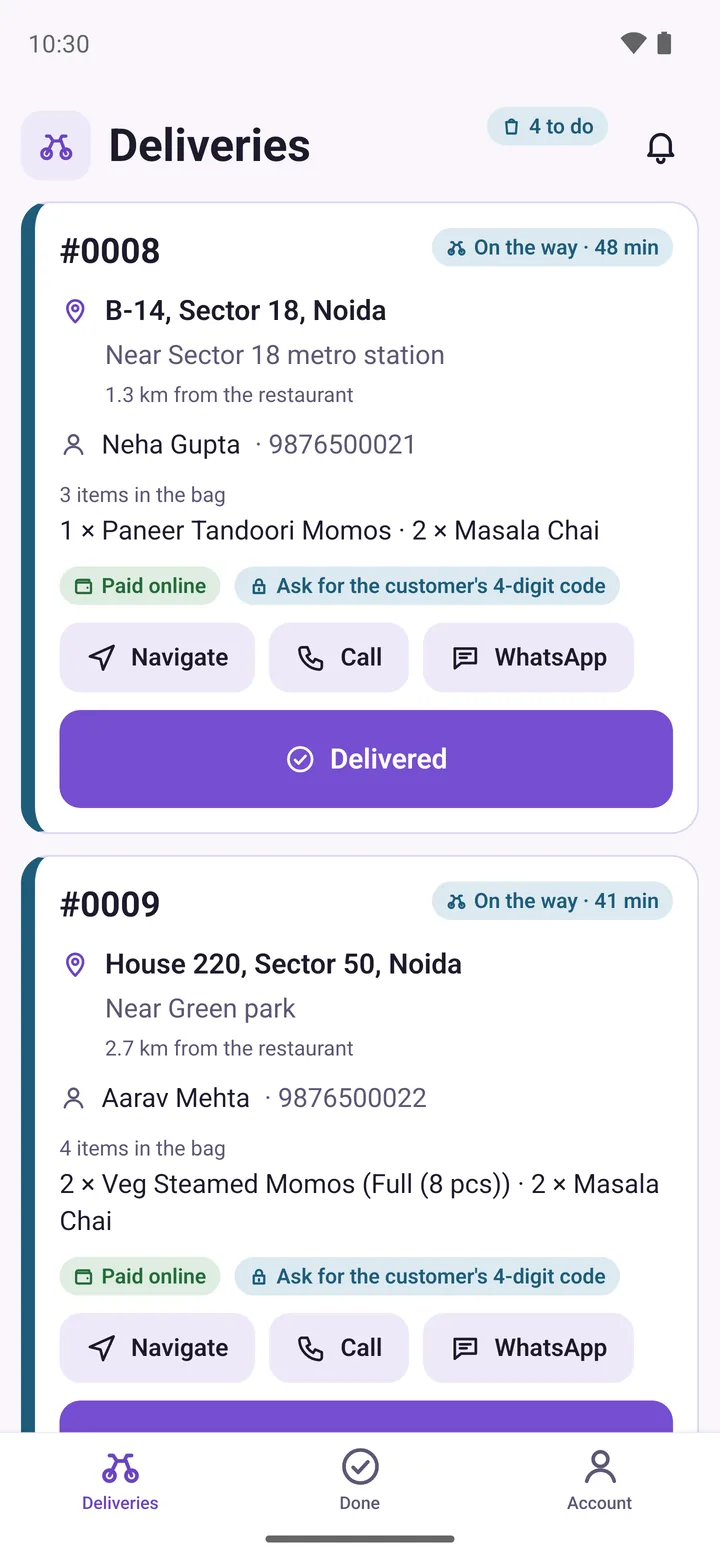 10:30
Deliveries
4 to do
#0008
On the way · 48 min
B-14, Sector 18, Noida
Near Sector 18 metro station
1.3 km from the restaurant
Neha Gupta · 9876500021
3 items in the bag
1 × Paneer Tandoori Momos · 2 × Masala Chai
Paid online
Ask for the customer's 4-digit code
Navigate
Call
WhatsApp
Delivered
#0009
On the way · 41 min
House 220, Sector 50, Noida
Near Green park
2.7 km from the restaurant
Aarav Mehta · 9876500022
4 items in the bag
2 × Veg Steamed Momos (Full (8 pcs)) · 2 × Masala
Chai
Paid online
Ask for the customer's 4-digit code
Navigate
Call
WhatsApp
Deliveries
Done
Account